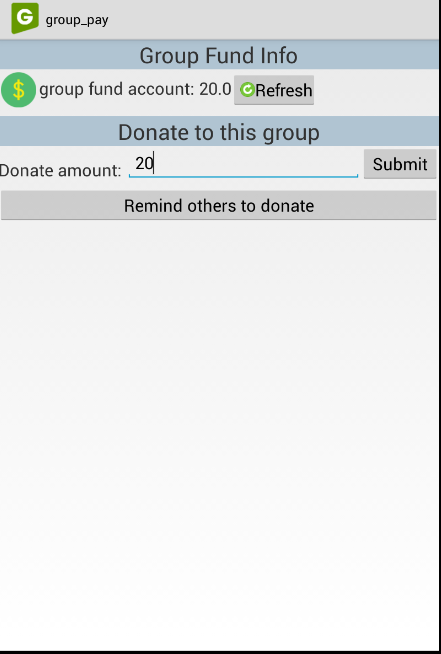 G group_pay
Group Fund Info
$ group fund account: 20.0 Refresh
Donate to this group
Donate amount: 20 Submit
Remind others to donate